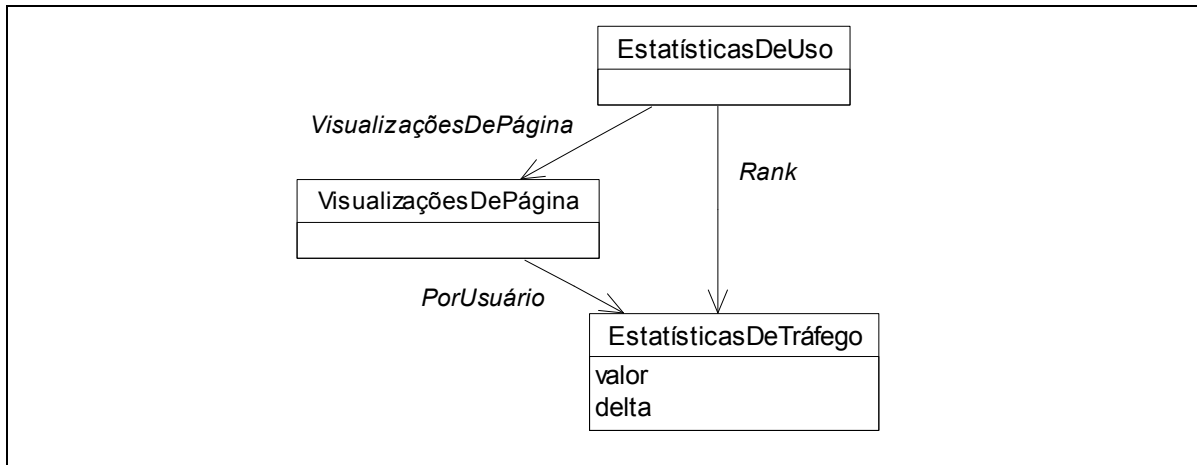 EstatísticasDeUso
VisualizaçõesDePágina
Rank
VisualizaçõesDePágina
PorUsuário
EstatísticasDeTráfego
valor
delta